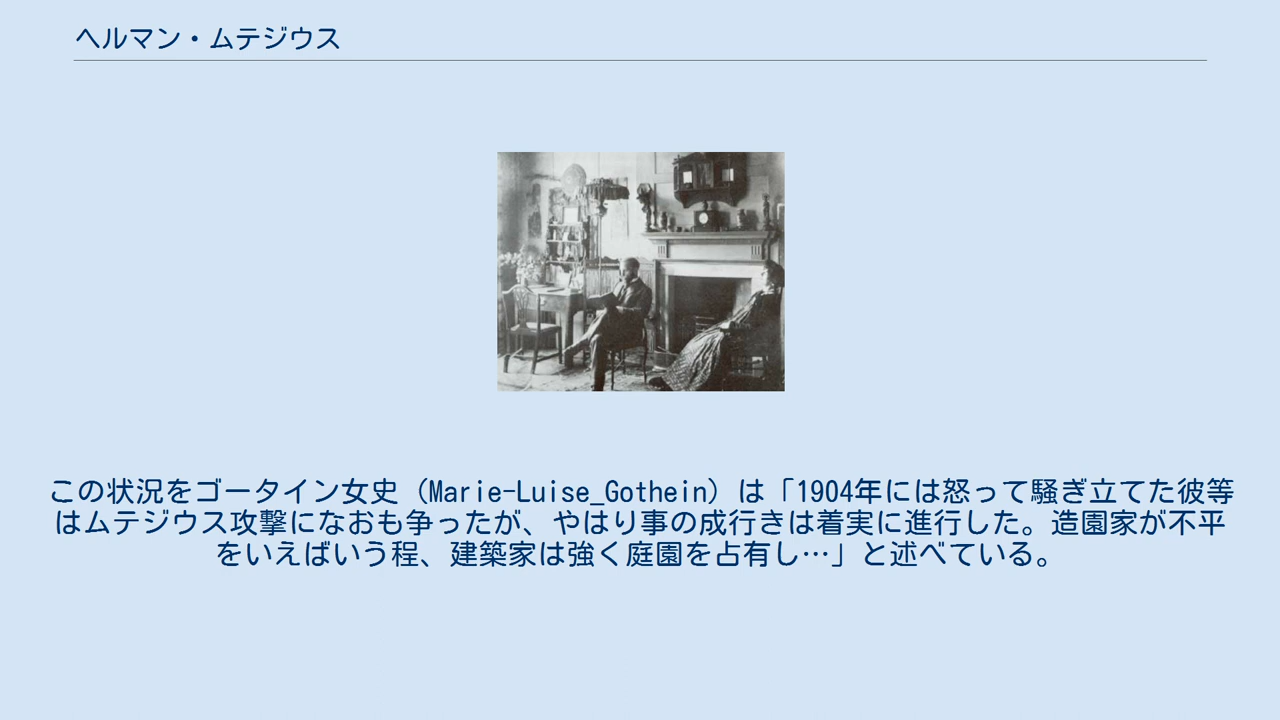 ヘルマン・ムテジウス
この状況をゴータイン女史（Marie-Luise_Gothein）は「1904年には怒って騒ぎ立てた彼等
はムテジウス攻撃になおも争ったが、やはり事の成行きは着実に進行した。造園家が不平
をいえばいう程、建築家は強く庭園を占有し…」と述べている。